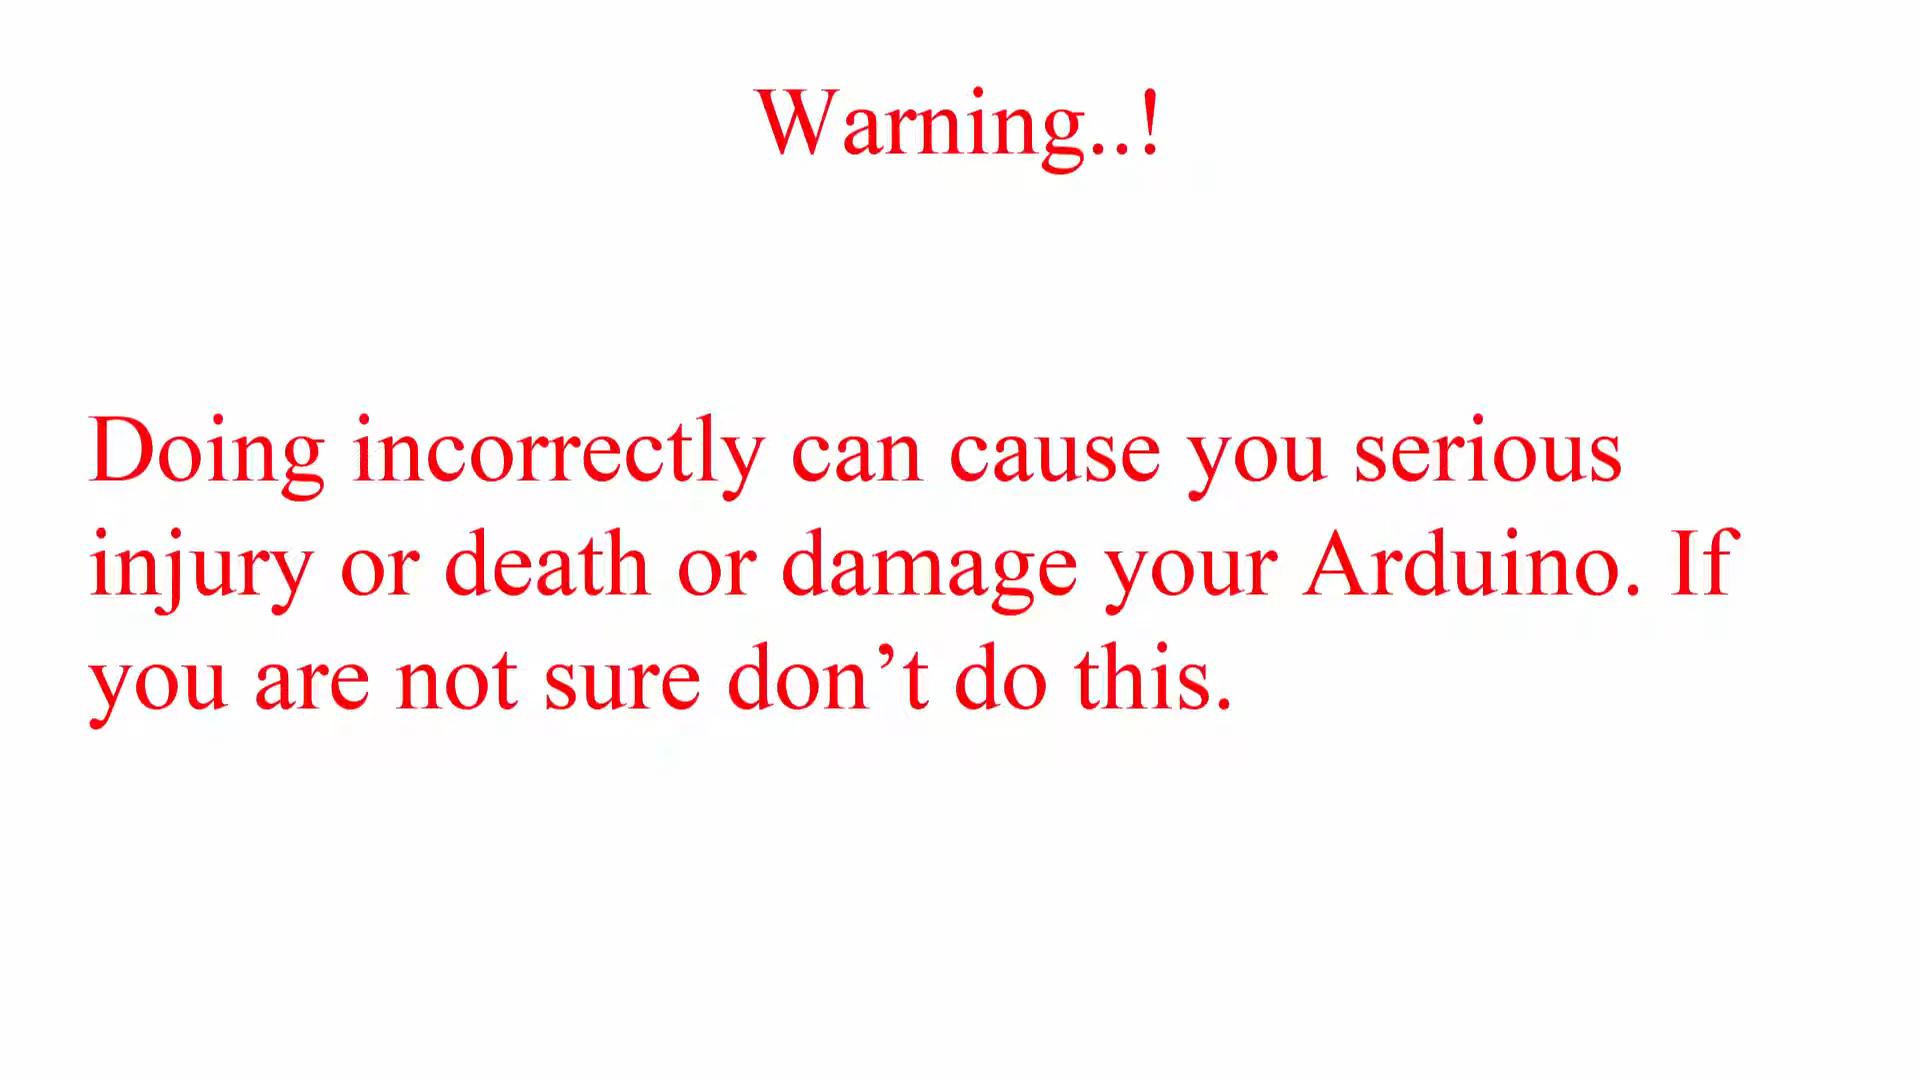 Warning..!
Doing incorrectly can cause you serious
injury or death or damage your Arduino. If
you are not sure don’t do this.